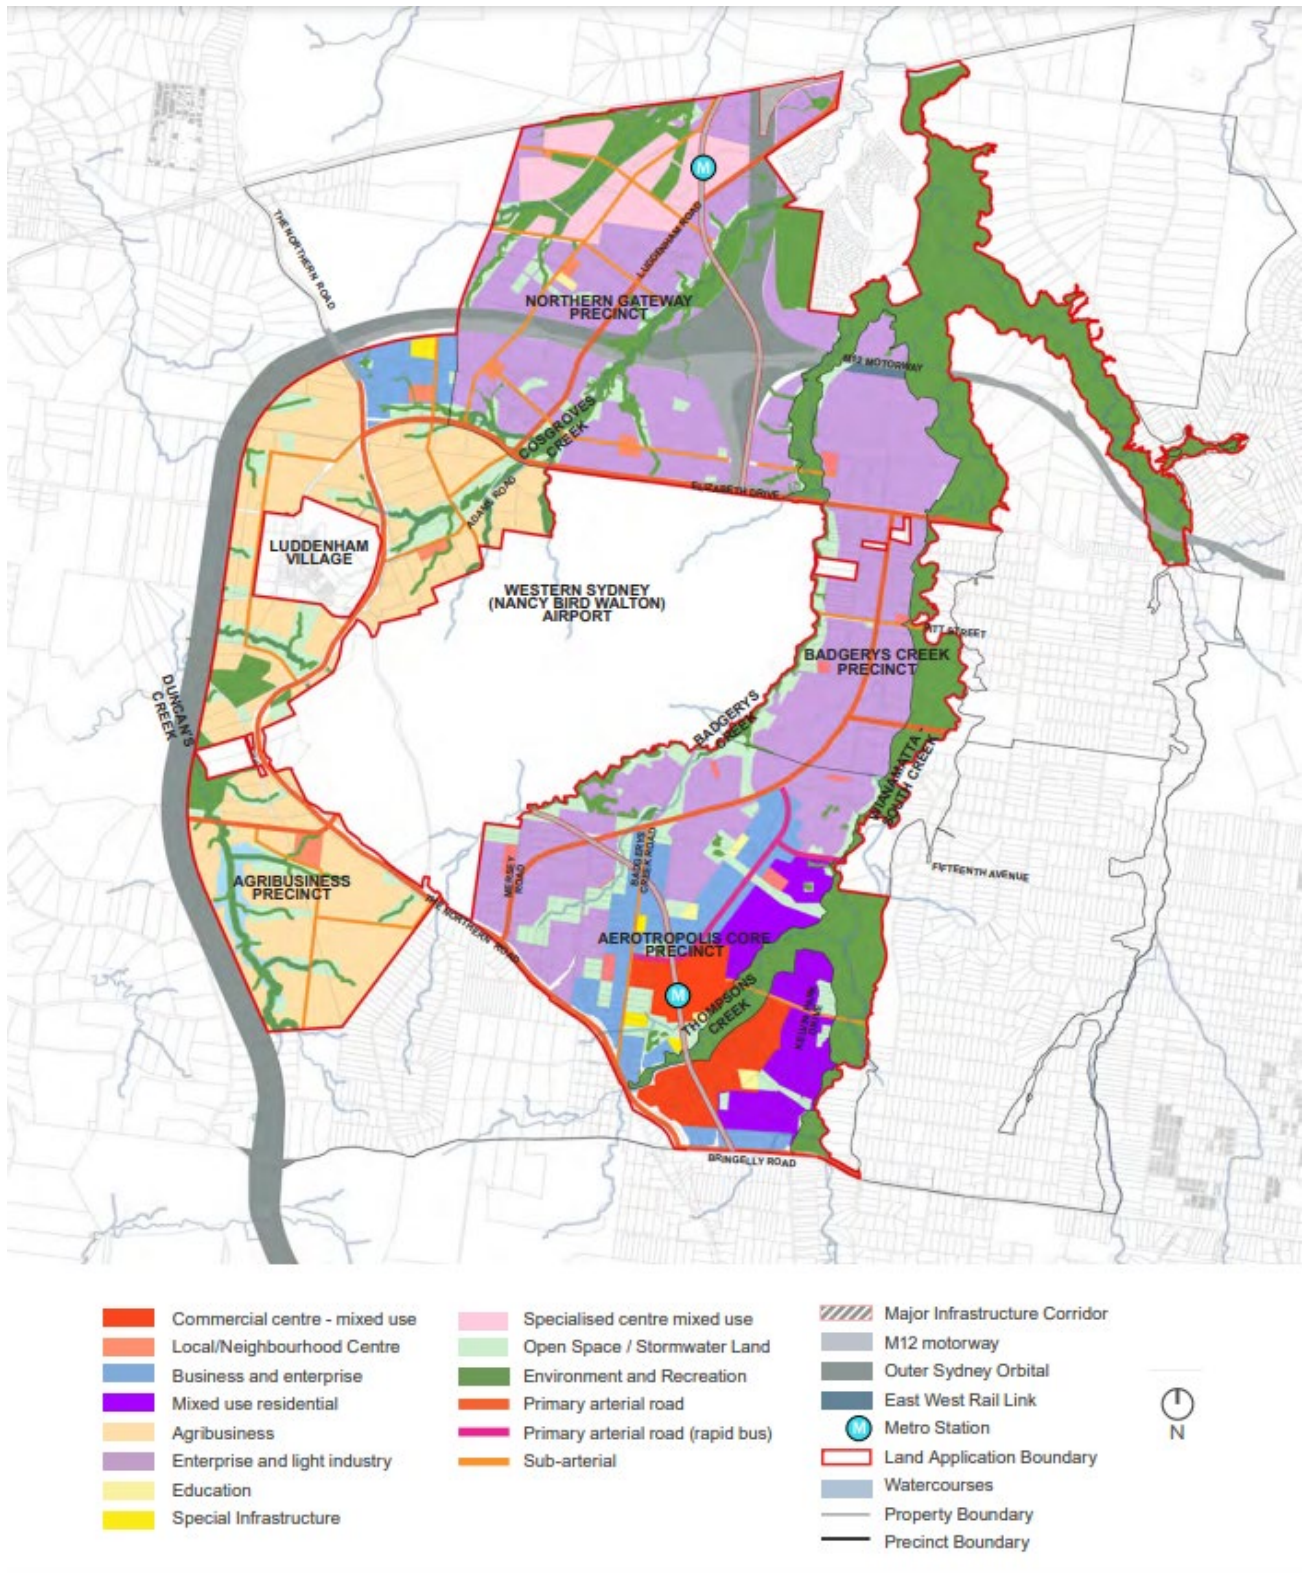 THE NORTHERN ROAD
M
LUDDENHAM ROAD
NORTHERN GATEWAY
PRECINCT
M12 MOTORWAY
COSGROVES
CREEK
ELIZABETH DRIVE
ADAMS ROAD
LUDDENHAM
VILLAGE
WESTERN SYDNEY
(NANCY BIRD WALTON)
AIRPORT
PITT STREET
BADGERYS CREEK
PRECINCT
DUNCAN'S
CREEK
BADGERYS
CREEK
WIANAMATTA
SOUTH CREEK
MERSEY
ROAD
BADGERYS
CREEK ROAD
FIFTEENTH AVENUE
AGRIBUSINESS
PRECINCT
THE NORTHERN ROAD
AEROTROPOLIS CORE
PRECINCT
M
THOMPSONS
CREEK
DRIVE
BRINGELLY ROAD
Commercial centre - mixed use
Local/Neighbourhood Centre
Business and enterprise
Mixed use residential
Agribusiness
Enterprise and light industry
Education
Special Infrastructure
Specialised centre mixed use
Open Space / Stormwater Land
Environment and Recreation
Primary arterial road
Primary arterial road (rapid bus)
Sub-arterial
Major Infrastructure Corridor
M12 motorway
Outer Sydney Orbital
East West Rail Link
M
Metro Station
Land Application Boundary
Watercourses
Property Boundary
Precinct Boundary
N